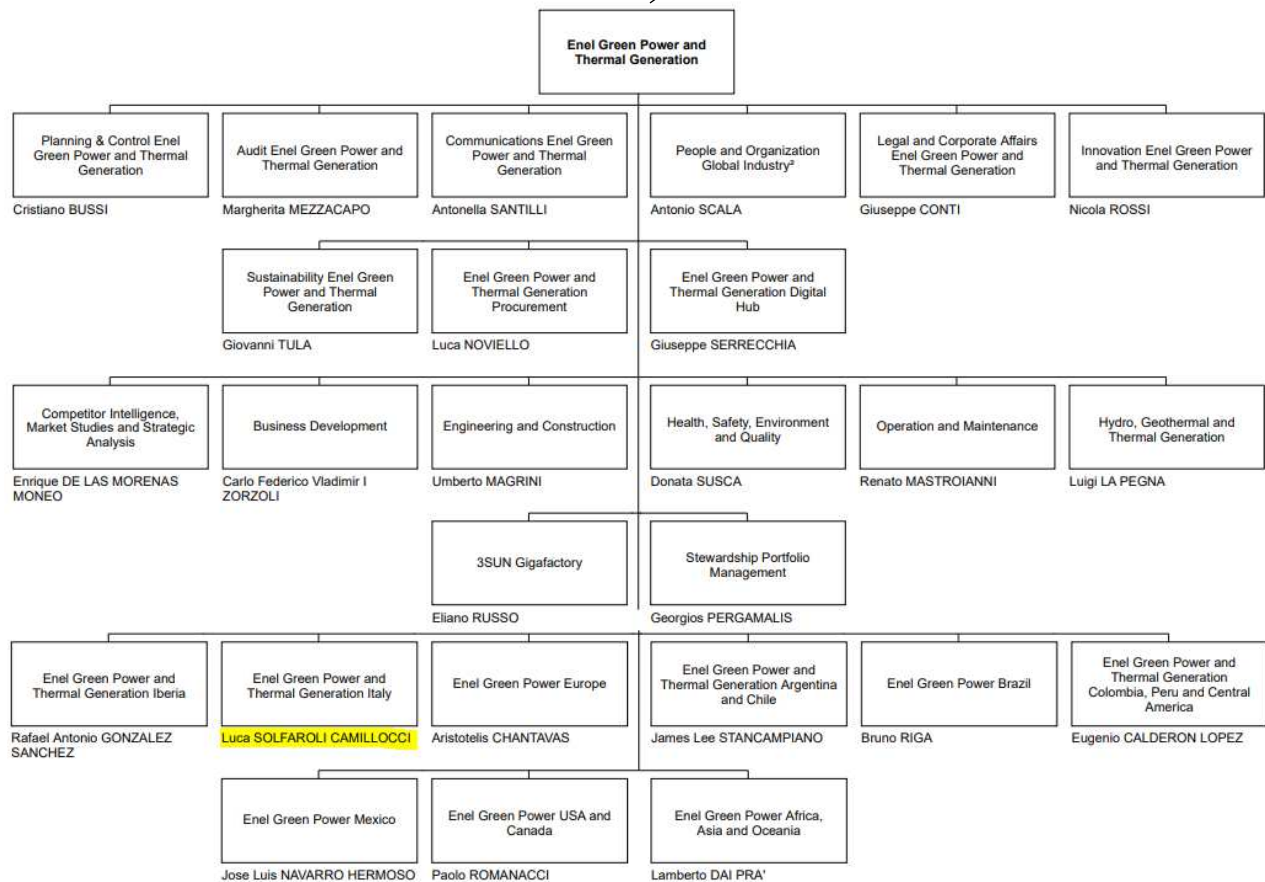 Enel Green Power and
Thermal Generation
Planning & Control Enel
Green Power and Thermal
Generation
Cristiano BUSSI
Audit Enel Green Power and
Thermal Generation
Margherita MEZZACAPO
Communications Enel Green
Power and Thermal
Generation
Antonella SANTILLI
People and Organization
Global Industry²
Antonio SCALA
Legal and Corporate Affairs
Enel Green Power and
Thermal Generation
Giuseppe CONTI
Innovation Enel Green Power
and Thermal Generation
Nicola ROSSI
Sustainability Enel Green
Power and Thermal
Generation
Giovanni TULA
Enel Green Power and
Thermal Generation
Procurement
Luca NOVIELLO
Enel Green Power and
Thermal Generation Digital
Hub
Giuseppe SERRECCHIA
Competitor Intelligence,
Market Studies and Strategic
Analysis
Enrique DE LAS MORENAS
MONEO
Business Development
Carlo Federico Vladimir I
ZORZOLI
Engineering and Construction
Umberto MAGRINI
Health, Safety, Environment
and Quality
Donata SUSCA
Operation and Maintenance
Renato MASTROIANNI
Hydro, Geothermal and
Thermal Generation
Luigi LA PEGNA
3SUN Gigafactory
Eliano RUSSO
Stewardship Portfolio
Management
Georgios PERGAMALIS
Enel Green Power and
Thermal Generation Iberia
Rafael Antonio GONZALEZ
SANCHEZ
Enel Green Power and
Thermal Generation Italy
Luca SOLFAROLI CAMILLOCCI
Enel Green Power Europe
Aristotelis CHANTAVAS
Enel Green Power and
Thermal Generation Argentina
and Chile
James Lee STANCAMPIANO
Enel Green Power Brazil
Bruno RIGA
Enel Green Power and
Thermal Generation
Colombia, Peru and Central
America
Eugenio CALDERON LOPEZ
Enel Green Power Mexico
Jose Luis NAVARRO HERMOSO
Enel Green Power USA and
Canada
Paolo ROMANACCI
Enel Green Power Africa,
Asia and Oceania
Lamberto DAI PRA'